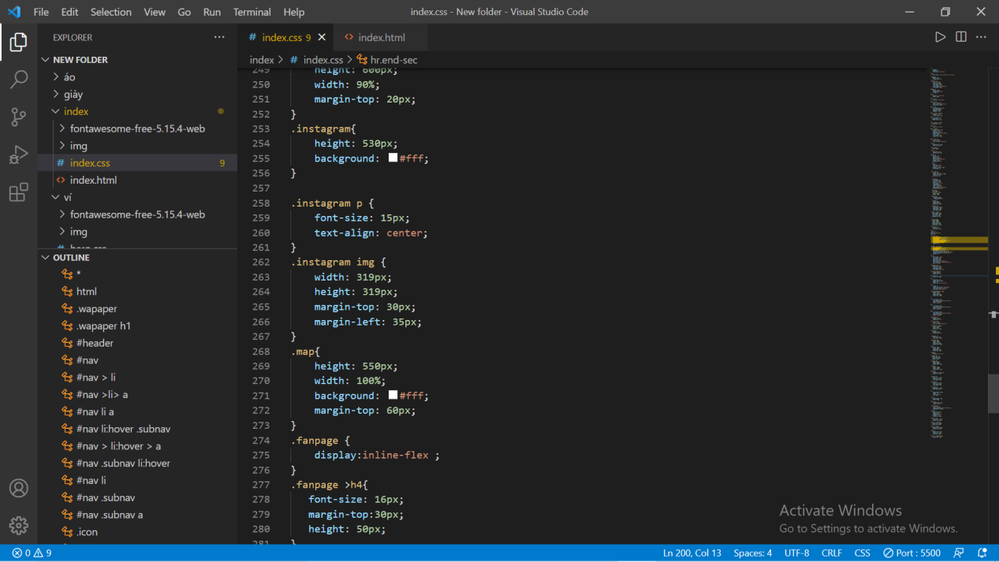 File Edit Selection View Go Run Terminal Help
index.css - New folder - Visual Studio Code
EXPLORER
NEW FOLDER
áo
giày
index
fontawesome-free-5.15.4-web
img
# index.css 9
<> index.html
ví
fontawesome-free-5.15.4-web
img
OUTLINE
*
html
.wapaper
.wapaper h1
#header
#nav
#nav > li
#nav >li> a
#nav li a
#nav li:hover .subnav
#nav > li:hover > a
#nav .subnav li:hover
#nav li
#nav .subnav
#nav .subnav a
.icon
# index.css 9
<> index.html
index > # index.css > hr.end-sec
249 height: 600px;
250 width: 90%;
251 margin-top: 20px;
252 }
253 .instagram{
254 height: 530px;
255 background: #fff;
256 }
257
258 .instagram p {
259 font-size: 15px;
260 text-align: center;
261 }
262 .instagram img {
263 width: 319px;
264 height: 319px;
265 margin-top: 30px;
266 margin-left: 35px;
267 }
268 .map{
269 height: 550px;
270 width: 100%;
271 background: #fff;
272 margin-top: 60px;
273 }
274 .fanpage {
275 display:inline-flex ;
276 }
277 .fanpage >h4{
278 font-size: 16px;
279 margin-top:30px;
280 height: 50px;
281 }
Activate Windows
Go to Settings to activate Windows.
0 9
Ln 200, Col 13 Spaces: 4 UTF-8 CRLF CSS Port : 5500